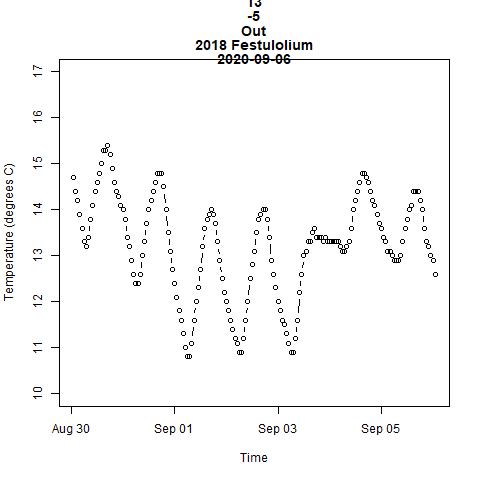 13
-5
Out
2018 Festulolium
2020-09-06
17
16
15
14
13
12
11
10
Temperature (degrees C)
Aug 30
Sep 01
Sep 03
Sep 05
Time